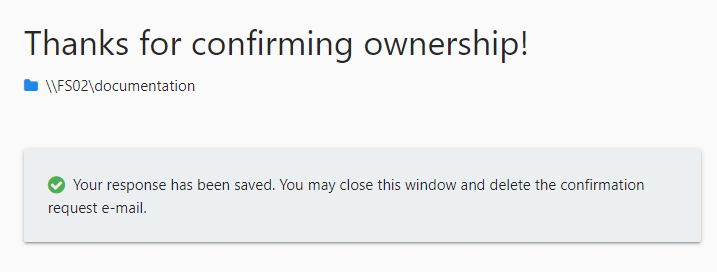 Thanks for confirming ownership!
\\FS02\documentation
Your response has been saved. You may close this window and delete the confirmation
request e-mail.